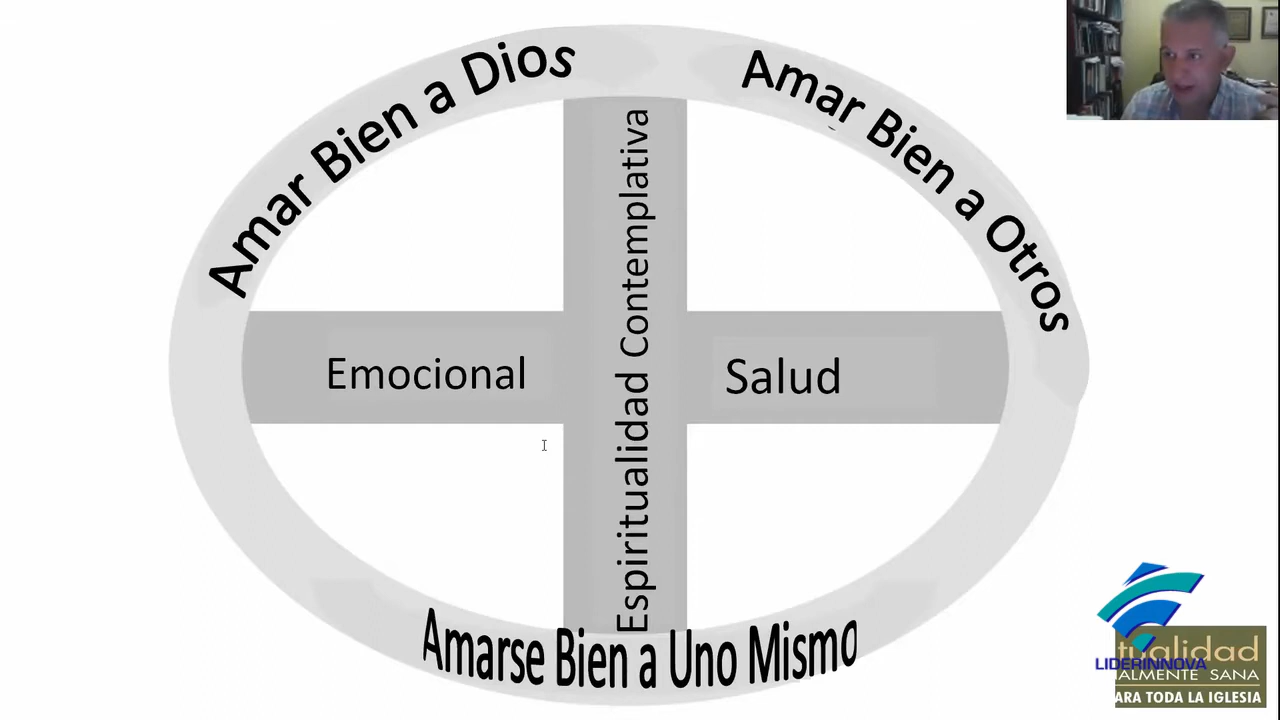 Amar Bien a Dios
Amar Bien a Otros
Espiritualidad Contemplativa
Emocional
Salud
Amarse Bien a Uno Mismo
tualidad
LIDERINNOVA
ALMENTE SANA
ARA TODA LA IGLESIA